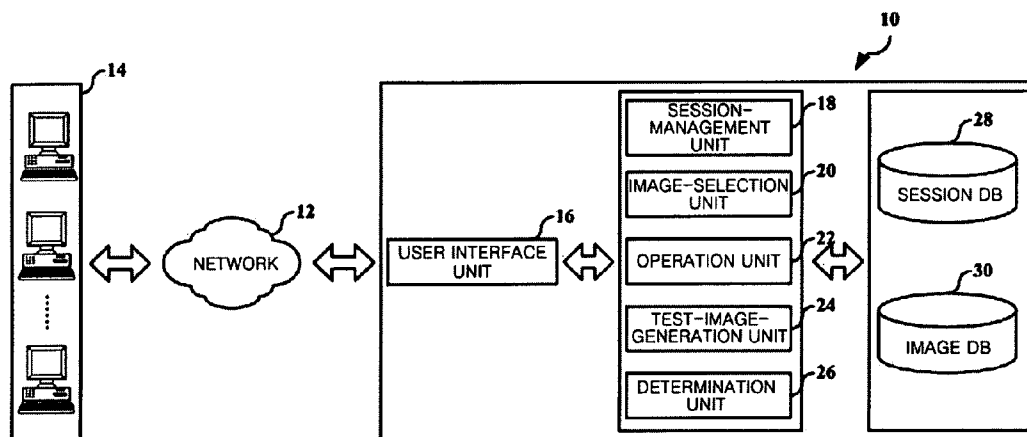 10
14
SESSION-
MANAGEMENT
UNIT
18
28
SESSION DB
IMAGE-SELECTION
UNIT
20
12
NETWORK
16
USER INTERFACE
UNIT
OPERATION UNIT
22
TEST-IMAGE-
GENERATION UNIT
24
30
IMAGE DB
DETERMINATION
UNIT
26